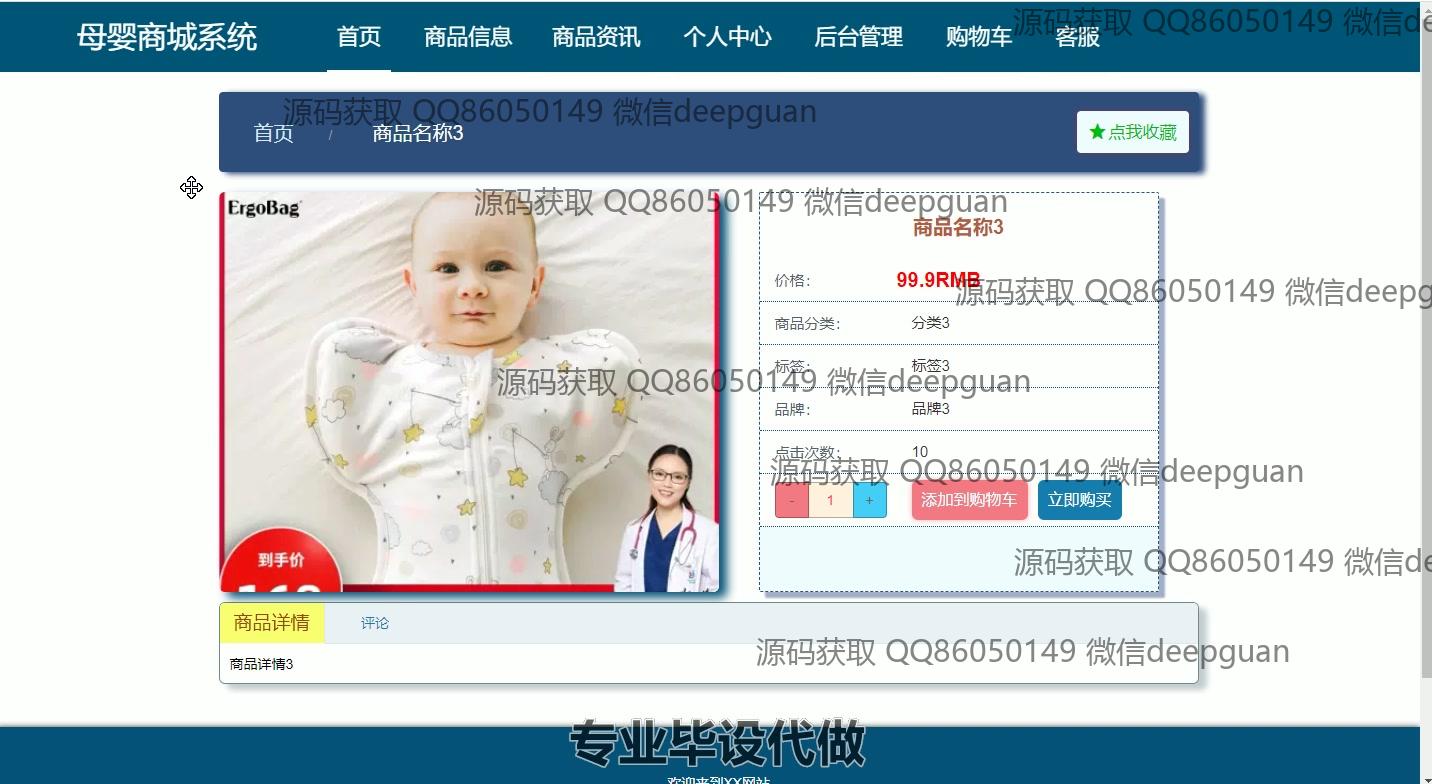 母婴商城系统 首页 商品信息 商品资讯 个人中心 后台管理 购物车 客服
源码获取 QQ86050149 微信de
源码获取 QQ86050149 微信deepguan
首页 / 商品名称3
点我收藏
源码获取 QQ86050149 微信deepguan
ErgoBag
商品名称3
价格： 99.9RMB
源码获取 QQ86050149 微信deepg
商品分类： 分类3
标签： 标签3
源码获取 QQ86050149 微信deepguan
品牌： 品牌3
点击次数： 10
源码获取 QQ86050149 微信deepguan
- 1 + 添加到购物车 立即购买
到手价
源码获取 QQ86050149 微信de
商品详情 评论
源码获取 QQ86050149 微信deepguan
商品详情3
专业毕设代做
欢迎来到XX网站